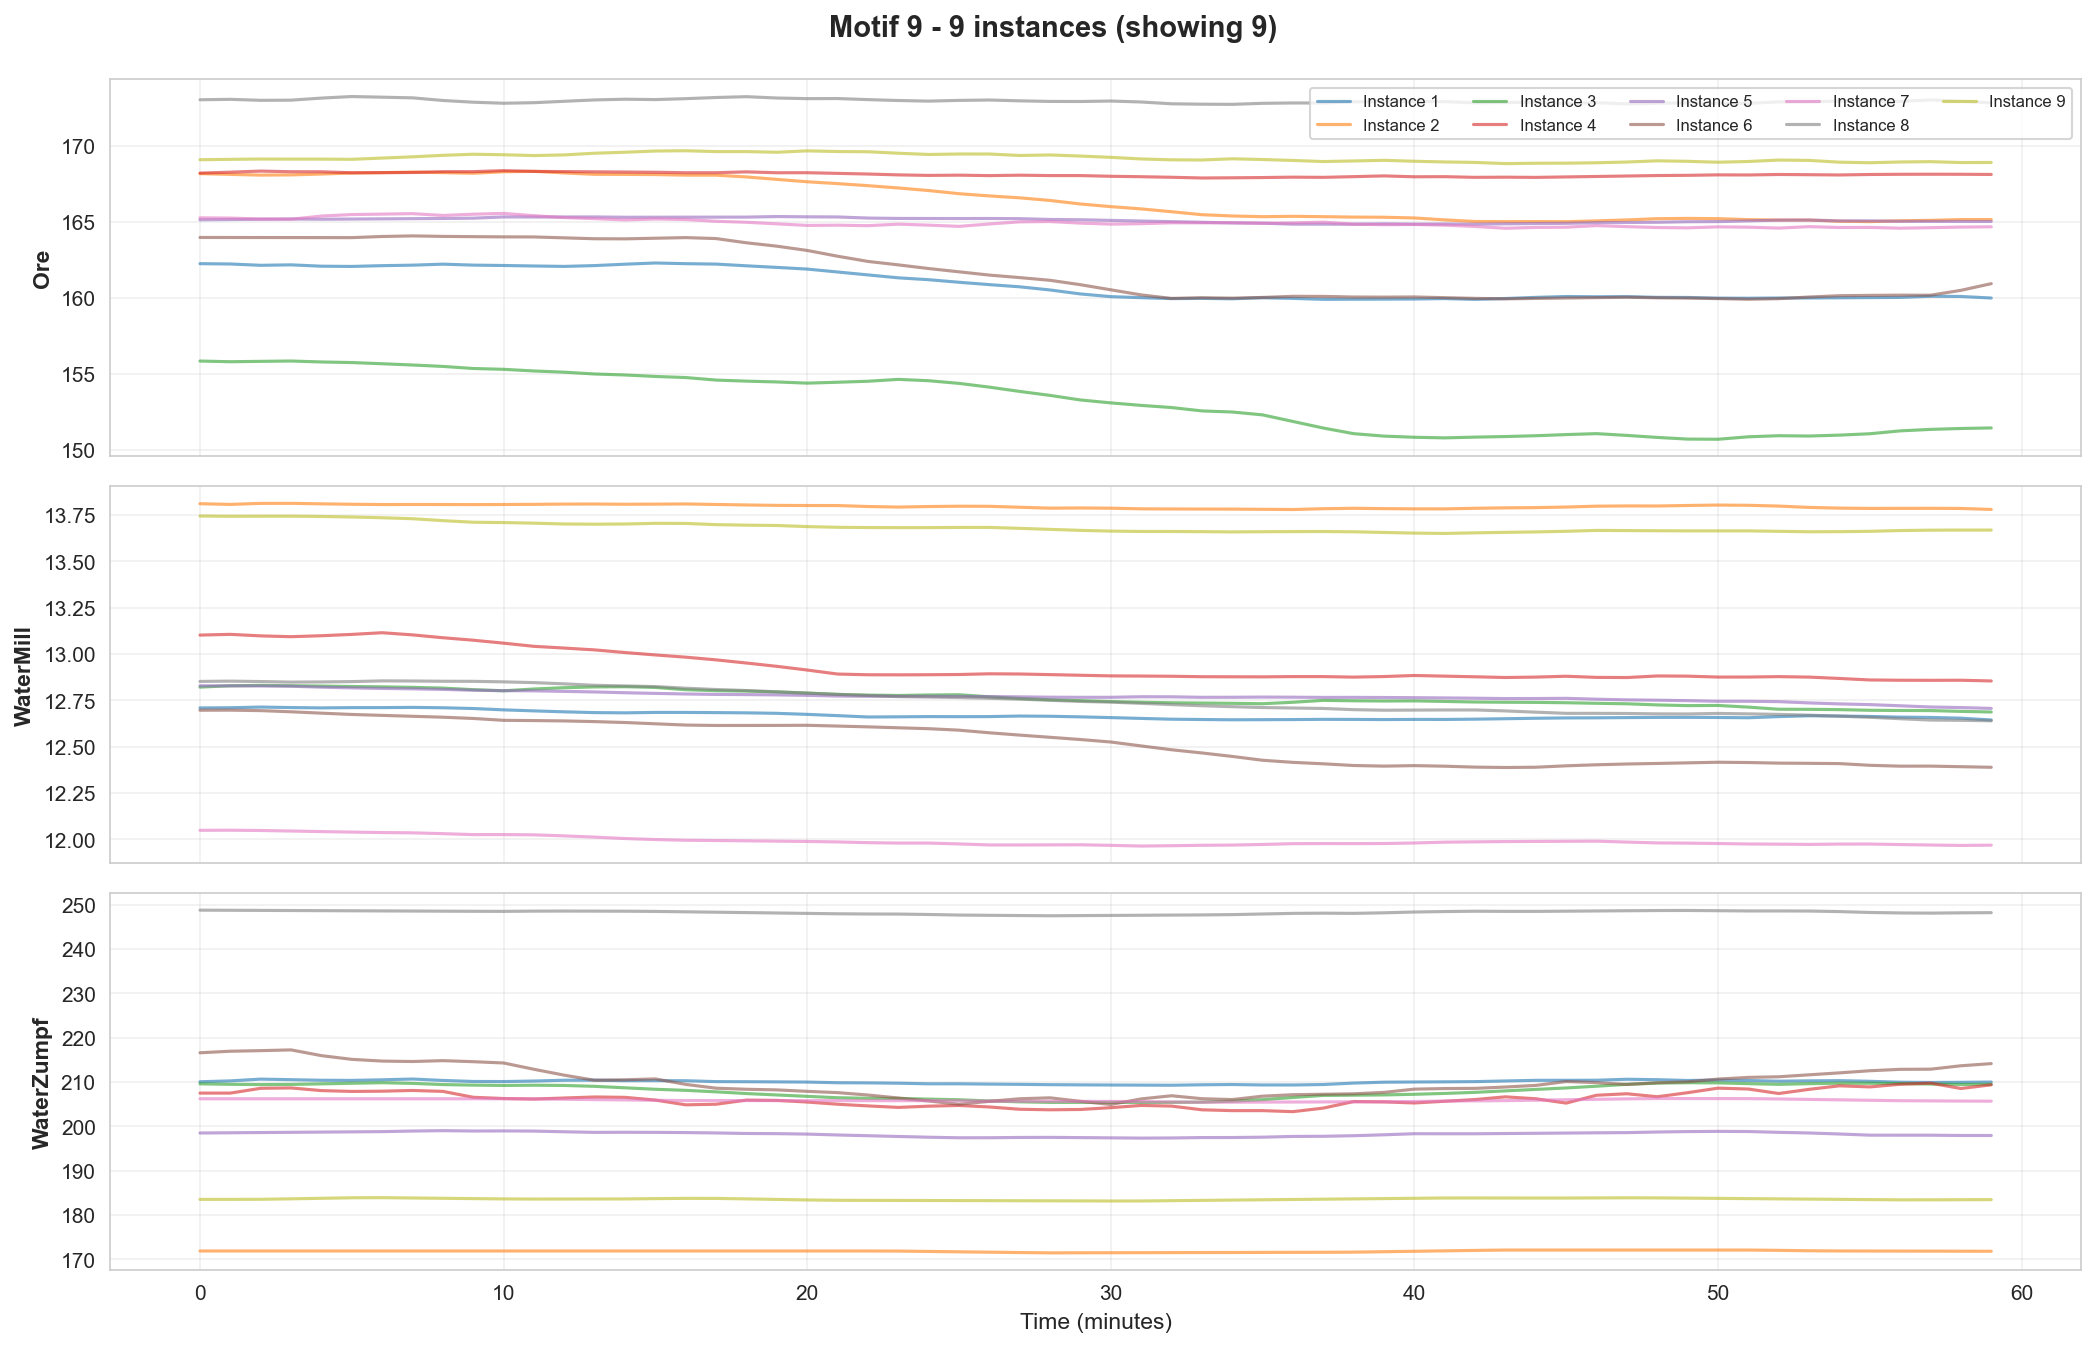 Motif 9 - 9 instances (showing 9)
Instance 1 Instance 3 Instance 5 Instance 7 Instance 9
Instance 2 Instance 4 Instance 6 Instance 8
Ore
170
165
160
155
150
WaterMill
13.75
13.50
13.25
13.00
12.75
12.50
12.25
12.00
WaterZumpf
250
240
230
220
210
200
190
180
170
0 10 20 30 40 50 60
Time (minutes)